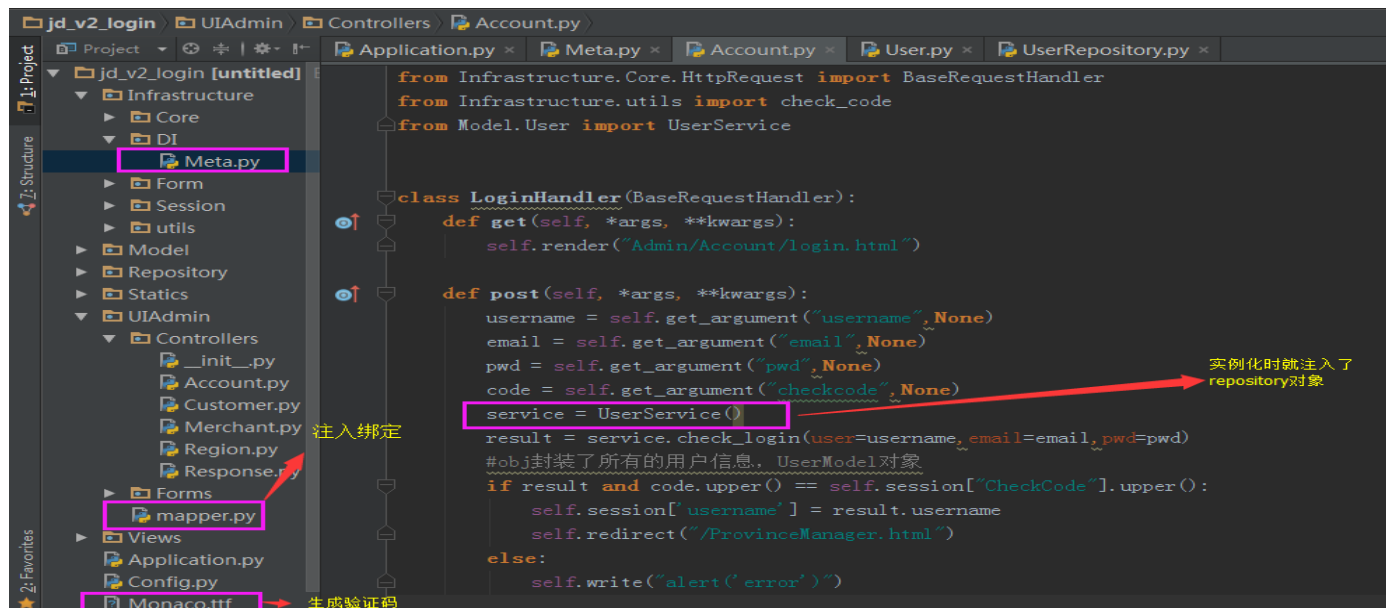 jd_v2_login UIAdmin Controllers Account.py
Project
Application.py × Meta.py × Account.py × User.py × UserRepository.py ×
1: Project
7: Structure
2: Favorites
jd_v2_login [untitled]
Infrastructure
Core
DI
Meta.py
Form
Session
utils
Model
Repository
Statics
UIAdmin
Controllers
__init__.py
Account.py
Customer.py
Merchant.py
Region.py
Response.py
Forms
mapper.py
Views
Application.py
Config.py
Monaco.ttf
注入绑定
生成验证码
from Infrastructure.Core.HttpRequest import BaseRequestHandler
from Infrastructure.utils import check_code
from Model.User import UserService
class LoginHandler(BaseRequestHandler):
def get(self, *args, **kwargs):
self.render("Admin/Account/login.html")
def post(self, *args, **kwargs):
username = self.get_argument("username",None)
email = self.get_argument("email",None)
pwd = self.get_argument("pwd",None)
code = self.get_argument("checkcode",None)
service = UserService()
result = service.check_login(user=username,email=email,pwd=pwd)
#obj封装了所有的用户信息，UserModel对象
if result and code.upper() == self.session["CheckCode"].upper():
self.session['username'] = result.username
self.redirect("/ProvinceManager.html")
else:
self.write("alert('error')")
实例化时就注入了
repository对象